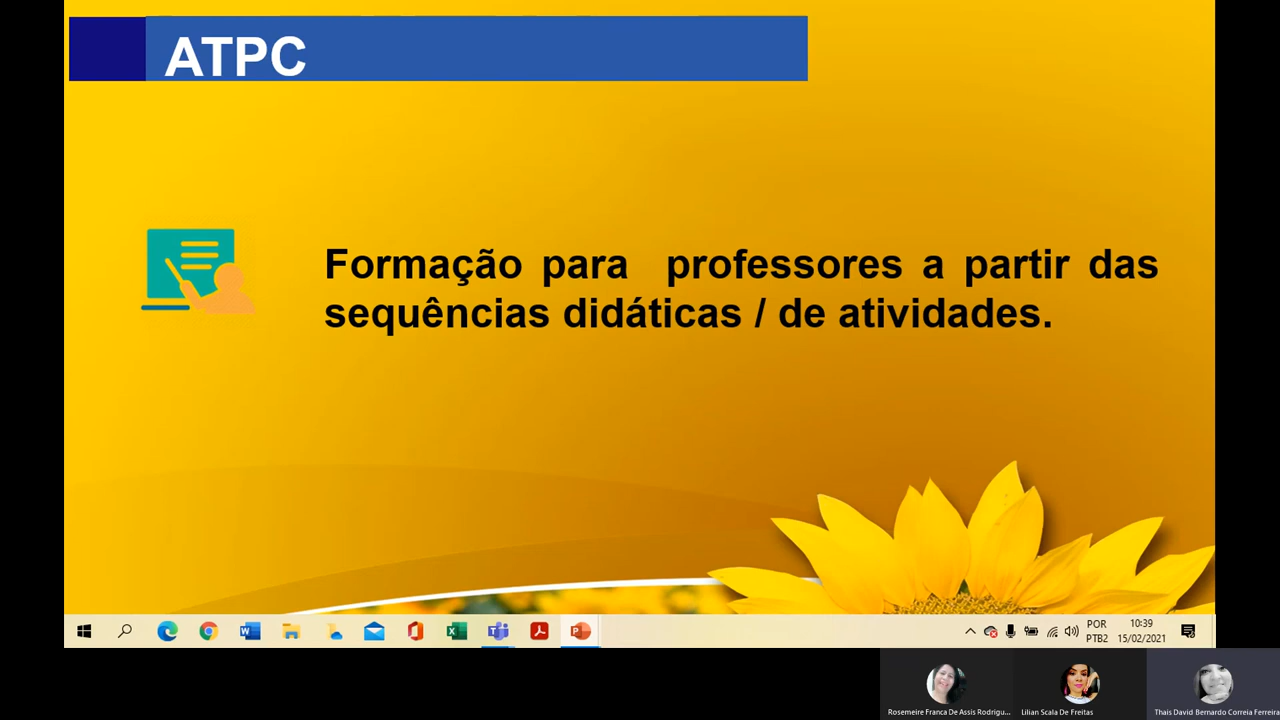 ATPC
Formação para professores a partir das
sequências didáticas / de atividades.
POR
PTB2
10:39
15/02/2021
Rosemeire Franca De Assis Rodrigu...
Lilian Scala De Freitas
Thais David Bernardo Correia Ferreira